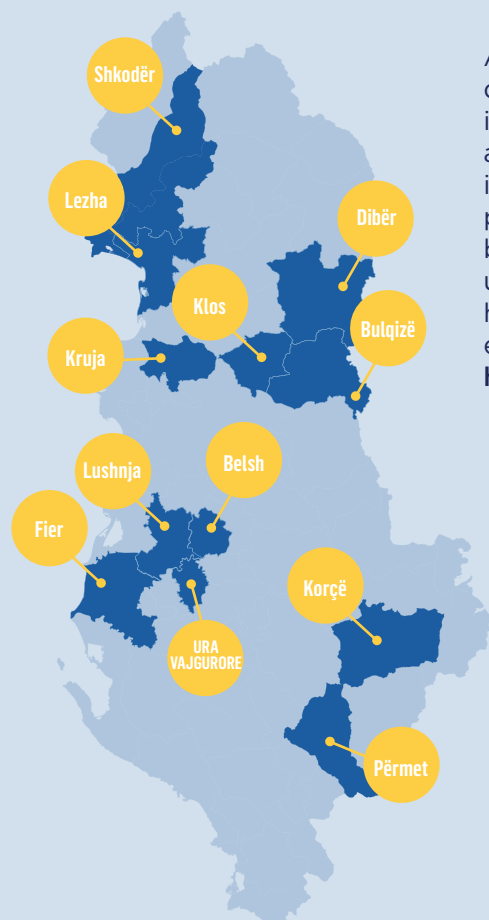 Shkodër
Lezha
Dibër
Klos
Bulqizë
Kruja
Belsh
Lushnja
Fier
Korçë
URA
VAJGURORE
Përmet